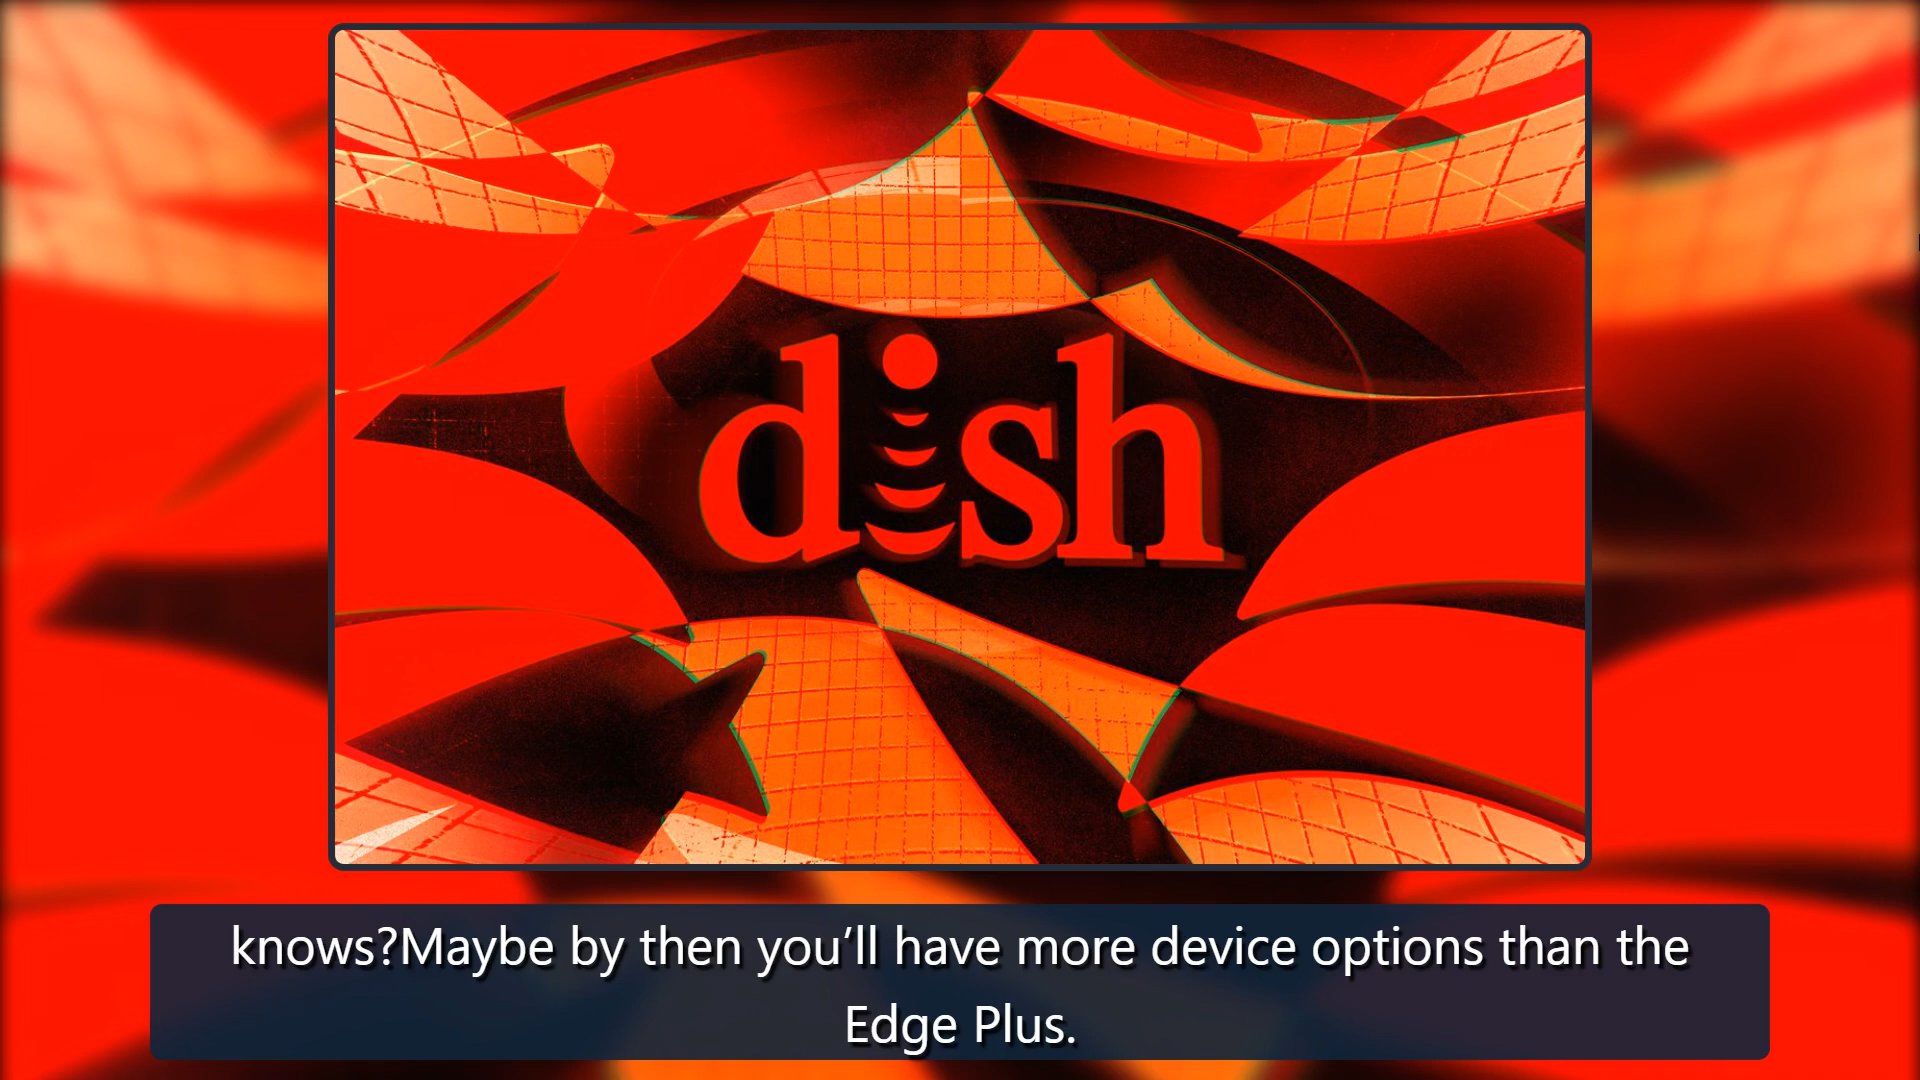 dish
knows?Maybe by then you’ll have more device options than the
Edge Plus.